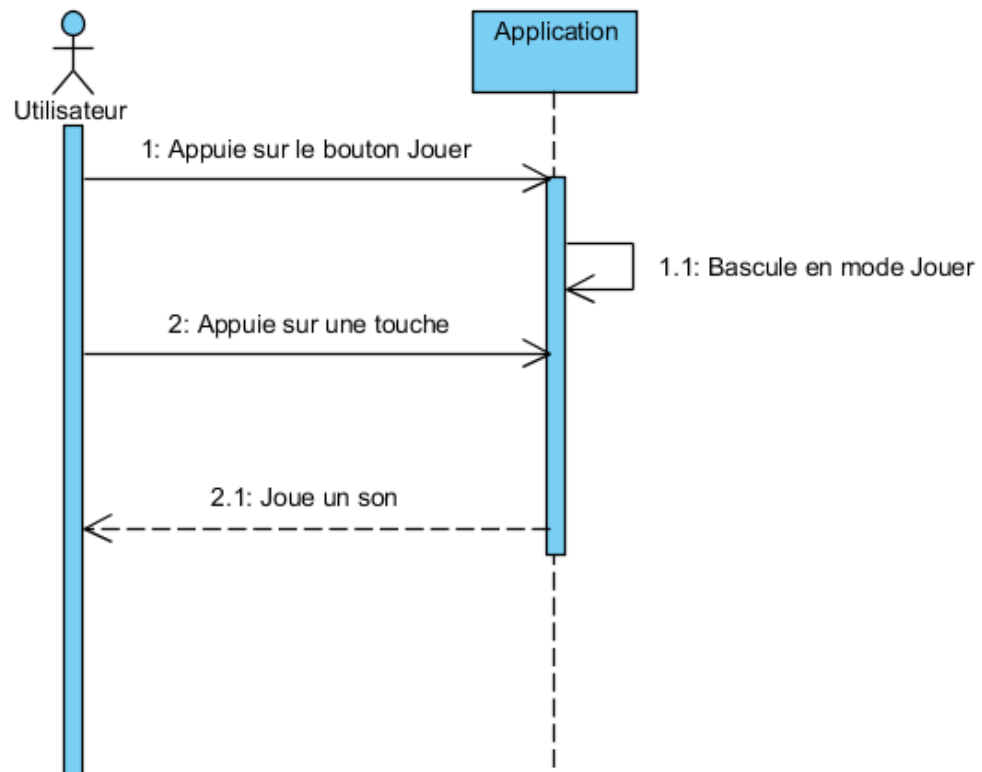 Application
Utilisateur
1: Appuie sur le bouton Jouer
1.1: Bascule en mode Jouer
2: Appuie sur une touche
2.1: Joue un son